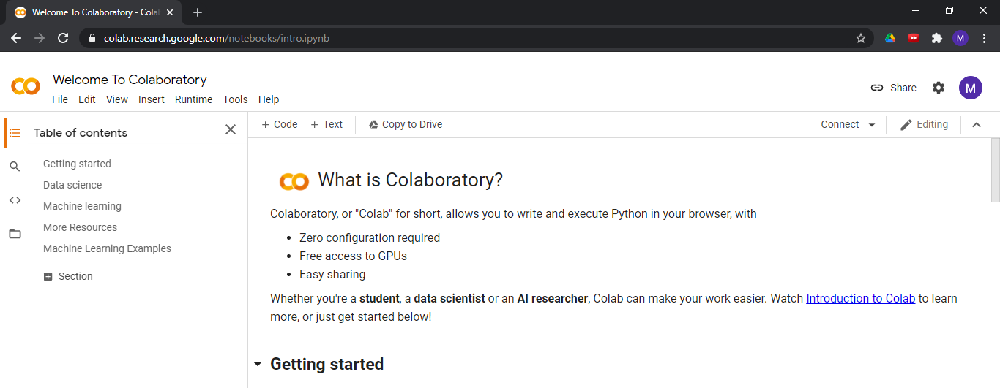 Welcome To Colaboratory - Cola
colab.research.google.com/notebooks/intro.ipynb
M
Welcome To Colaboratory
File Edit View Insert Runtime Tools Help
Share
M
Table of contents
Getting started
Data science
Machine learning
More Resources
Machine Learning Examples
Section
+ Code + Text Copy to Drive
Connect Editing
CO What is Colaboratory?
Colaboratory, or "Colab" for short, allows you to write and execute Python in your browser, with
• Zero configuration required
• Free access to GPUs
• Easy sharing
Whether you're a student, a data scientist or an AI researcher, Colab can make your work easier. Watch Introduction to Colab to learn
more, or just get started below!
Getting started